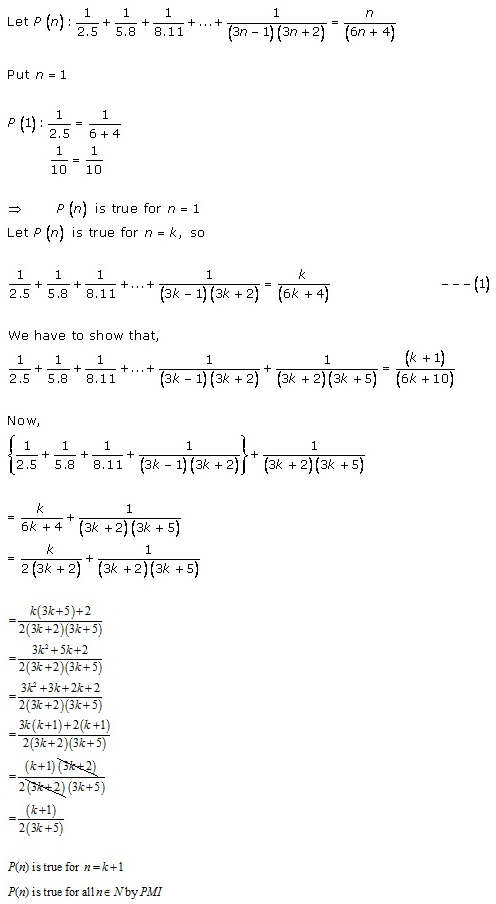 Let P(n): 1/2.5 + 1/5.8 + 1/8.11 + ... + 1/((3n − 1)(3n + 2)) = n/(6n + 4)
Put n = 1
P(1): 1/2.5 = 1/(6 + 4)
1/10 = 1/10
⇒ P(n) is true for n = 1
Let P(n) is true for n = k, so
1/2.5 + 1/5.8 + 1/8.11 + ... + 1/((3k − 1)(3k + 2)) = k/(6k + 4) ---(1)
We have to show that,
1/2.5 + 1/5.8 + 1/8.11 + ... + 1/((3k − 1)(3k + 2)) + 1/((3k + 2)(3k + 5)) = (k + 1)/(6k + 10)
Now,
{1/2.5 + 1/5.8 + 1/8.11 + 1/((3k − 1)(3k + 2))} + 1/((3k + 2)(3k + 5))
= k/(6k + 4) + 1/((3k + 2)(3k + 5))
= k/(2(3k + 2)) + 1/((3k + 2)(3k + 5))
= (k(3k+5)+2)/(2(3k+2)(3k+5))
= (3k²+5k+2)/(2(3k+2)(3k+5))
= (3k²+3k+2k+2)/(2(3k+2)(3k+5))
= (3k(k+1)+2(k+1))/(2(3k+2)(3k+5))
= ((k+1)(3k+2))/(2(3k+2)(3k+5))
= (k+1)/(2(3k+5))
P(n) is true for n = k+1
P(n) is true for all n ∈ N by PMI